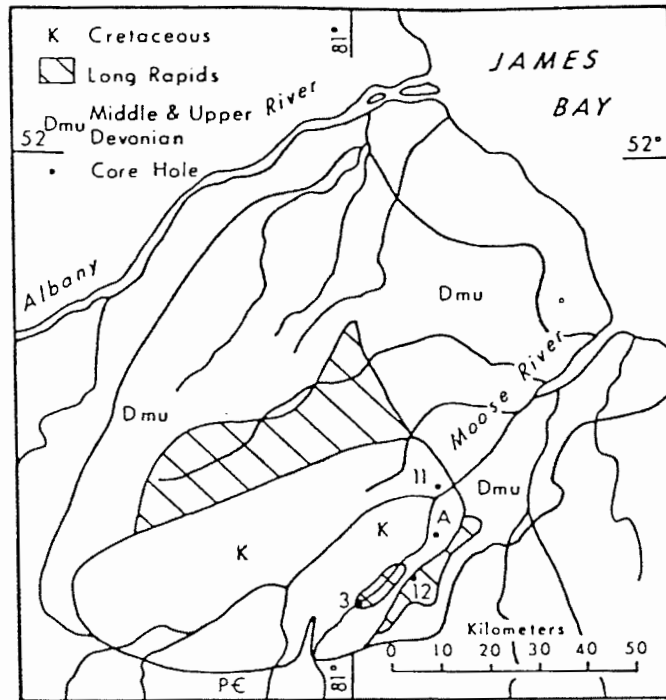 K Cretaceous
Long Rapids
Dmu Middle & Upper
Devonian
• Core Hole
81°
JAMES
BAY
52
52°
River
Albany
Dmu
Moose River
Dmu
Dmu
11
A
K
K
12
3
Kilometers
0 10 20 30 40 50
P€
81°